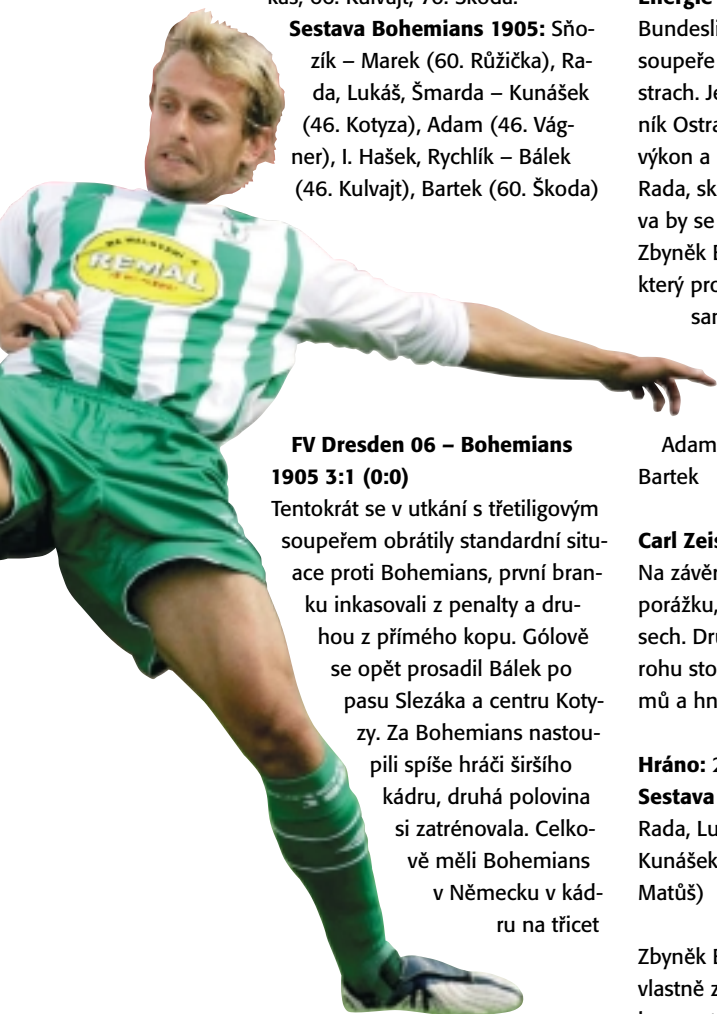 Sestava Bohemians 1905: Sňo-
zík – Marek (60. Růžička), Ra-
da, Lukáš, Šmarda – Kunášek
(46. Kotyza), Adam (46. Vág-
ner), I. Hašek, Rychlík – Bálek
(46. Kulvajt), Bartek (60. Škoda)
REMAL
FV Dresden 06 – Bohemians
1905 3:1 (0:0)
Tentokrát se v utkání s třetiligovým
soupeřem obrátily standardní situ-
ace proti Bohemians, první bran-
ku inkasovali z penalty a dru-
hou z přímého kopu. Gólově
se opět prosadil Bálek po
pasu Slezáka a centru Koty-
zy. Za Bohemians nastou-
pili spíše hráči širšího
kádru, druhá polovina
si zatrénovala. Celko-
vě měli Bohemians
v Německu v kád-
ru na třicet
Bundesli
soupeře
strach. Je
ník Ostra
výkon a
Rada, sk
va by se
Zbyněk
který pro
sar
Adam
Bartek
Carl Zeis
Na závěr
porážku,
sech. Dru
rohu sto
mů a hn
Hráno: 2
Sestava
Rada, Lu
Kunášek
Matůš)
Zbyněk
vlastně z